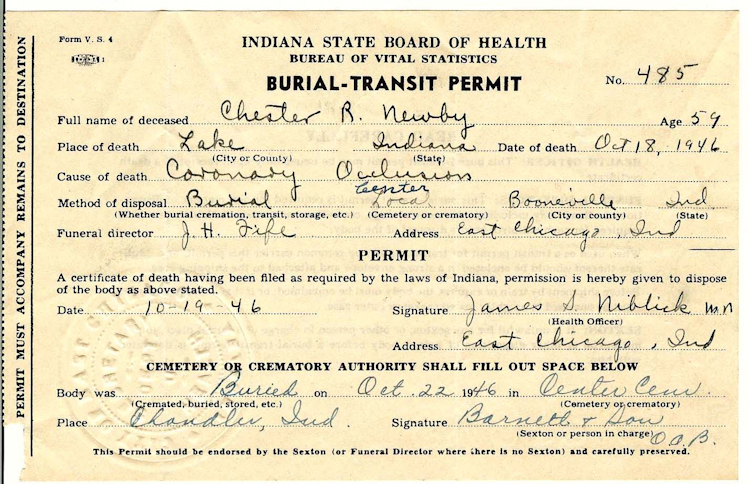 PERMIT MUST ACCOMPANY REMAINS TO DESTINATION
Form V. S. 4
INDIANA STATE BOARD OF HEALTH
BUREAU OF VITAL STATISTICS
BURIAL-TRANSIT PERMIT
No. 485
Full name of deceased Chester R. Newby Age 59
Place of death Lake Indiana Date of death Oct 18, 1946
(City or County) (State)
Cause of death Coronary Occlusion
Center
Method of disposal Burial Local Booneville Ind.
(Whether burial cremation, transit, storage, etc.) (Cemetery or crematory) (City or county) (State)
Funeral director J. H. Fife Address East Chicago, Ind
PERMIT
A certificate of death having been filed as required by the laws of Indiana, permission is hereby given to dispose
of the body as above stated.
Date 10-19-46 Signature James S Niblick M.D
(Health Officer)
Address East Chicago, Ind
CEMETERY OR CREMATORY AUTHORITY SHALL FILL OUT SPACE BELOW
Body was Buried on Oct. 22 1946 in Center Cem.
(Cremated, buried, stored, etc.) (Cemetery or crematory)
Place Chandler, Ind. Signature Barnett & Son
(Sexton or person in charge) O.O.B.
This Permit should be endorsed by the Sexton (or Funeral Director where there is no Sexton) and carefully preserved.